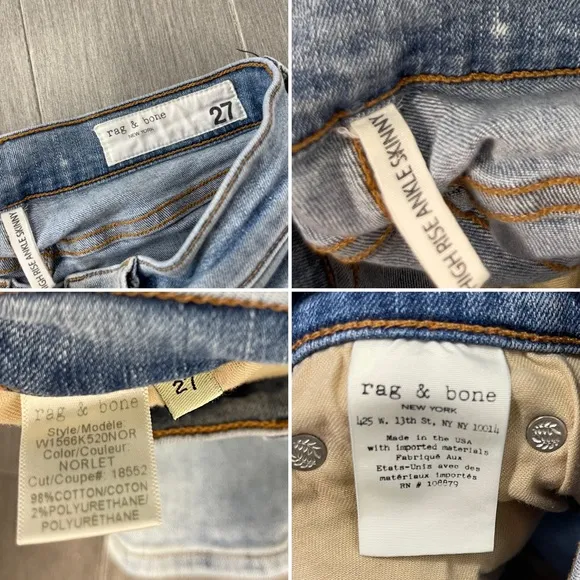 rag & bone
NEW YORK
27
HIGH RISE ANKLE SKINNY
HIGH RISE ANKLE SKINNY
rag & bone
Style/Modèle
W1566K520NOR
Color/Couleur:
NORLET
Cut/Coupe#: 18552
98%COTTON/COTON
2%POLYURETHANE/
POLYURÉTHANE
27
rag & bone
NEW YORK
425 W. 13th St, NY NY 10014
Made in the USA
with imported materials
Fabriqué Aux
Etats-Unis avec des
matériaux importés
RN # 108879